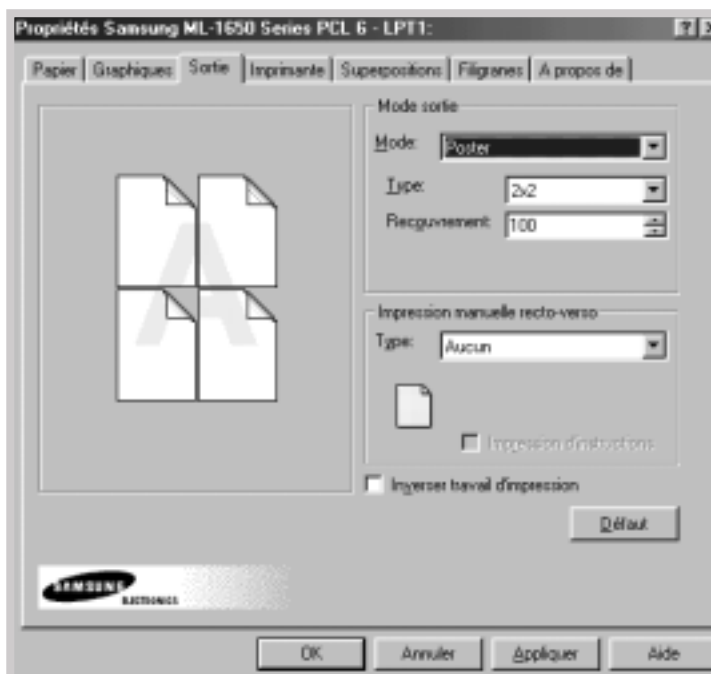 Propriétés Samsung ML-1650 Series PCL 6 - LPT1:
Papier Graphiques Sortie Imprimante Superpositions Filigranes A propos de
Mode sortie
Mode: Poster
Type: 2x2
Recouvrement: 100
A
Impression manuelle recto-verso
Type: Aucun
Impression d'instructions
Inverser travail d'impression
Défaut
SAMSUNG
ELECTRONICS
OK Annuler Appliquer Aide